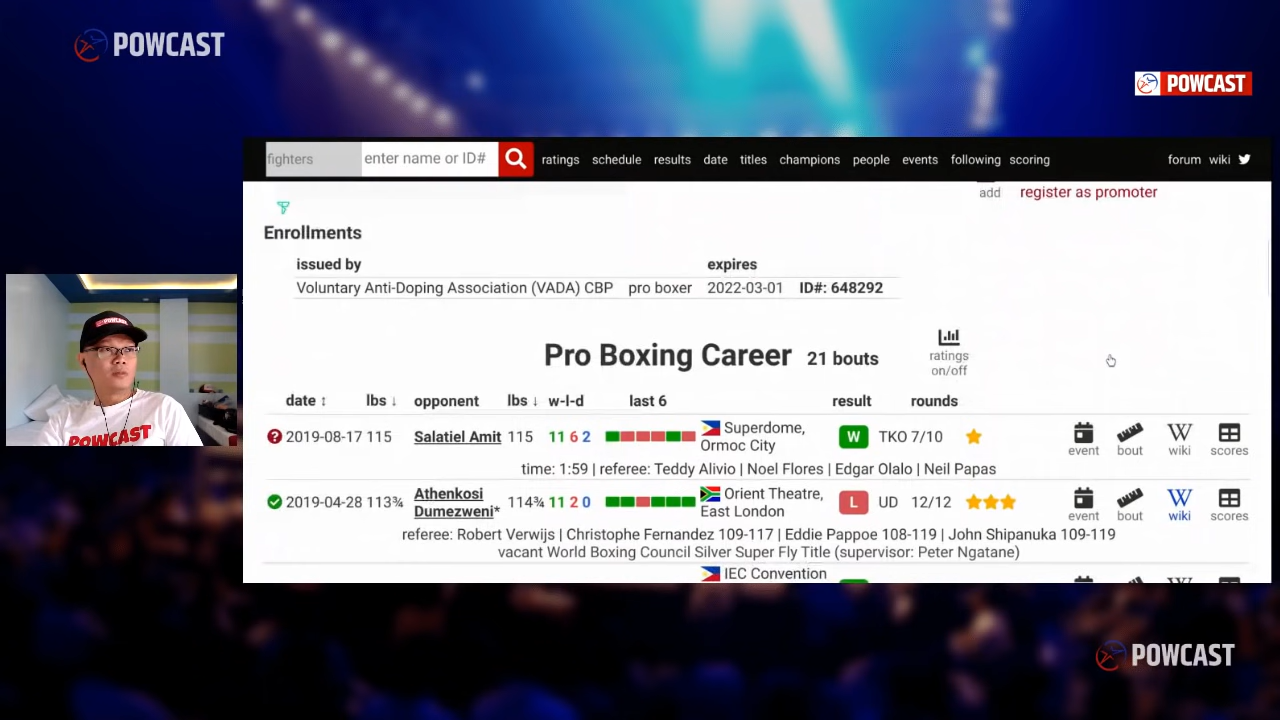 POWCAST
POWCAST
fighters enter name or ID# ratings schedule results date titles champions people events following scoring forum wiki
add register as promoter
Enrollments
issued by expires
Voluntary Anti-Doping Association (VADA) CBP pro boxer 2022-03-01 ID#: 648292
Pro Boxing Career 21 bouts
ratings
on/off
date ↕ lbs ↓ opponent lbs ↓ w-l-d last 6 result rounds
2019-08-17 115 Salatiel Amit 115 11 6 2 Superdome, Ormoc City W TKO 7/10 event bout wiki scores
time: 1:59 | referee: Teddy Alivio | Noel Flores | Edgar Olalo | Neil Papas
2019-04-28 113¾ Athenkosi Dumezweni* 114¾ 11 2 0 Orient Theatre, East London L UD 12/12 event bout wiki scores
referee: Robert Verwijs | Christophe Fernandez 109-117 | Eddie Pappoe 108-119 | John Shipanuka 109-119
vacant World Boxing Council Silver Super Fly Title (supervisor: Peter Ngatane)
IEC Convention
POWCAST
POWCAST
POWCAST